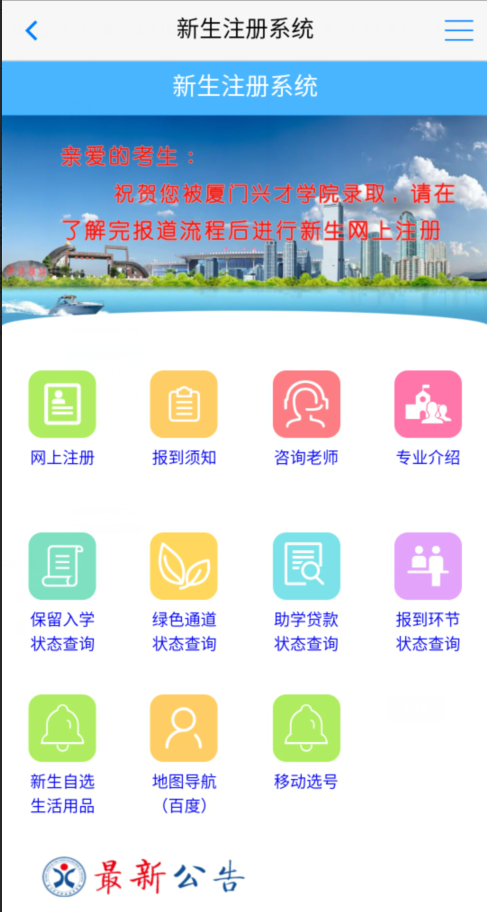 新生注册系统
新生注册系统
亲爱的考生：
祝贺您被厦门兴才学院录取，请在
了解完报道流程后进行新生网上注册
网上注册
报到须知
咨询老师
专业介绍
保留入学
状态查询
绿色通道
状态查询
助学贷款
状态查询
报到环节
状态查询
新生自选
生活用品
地图导航
（百度）
移动选号
最新公告